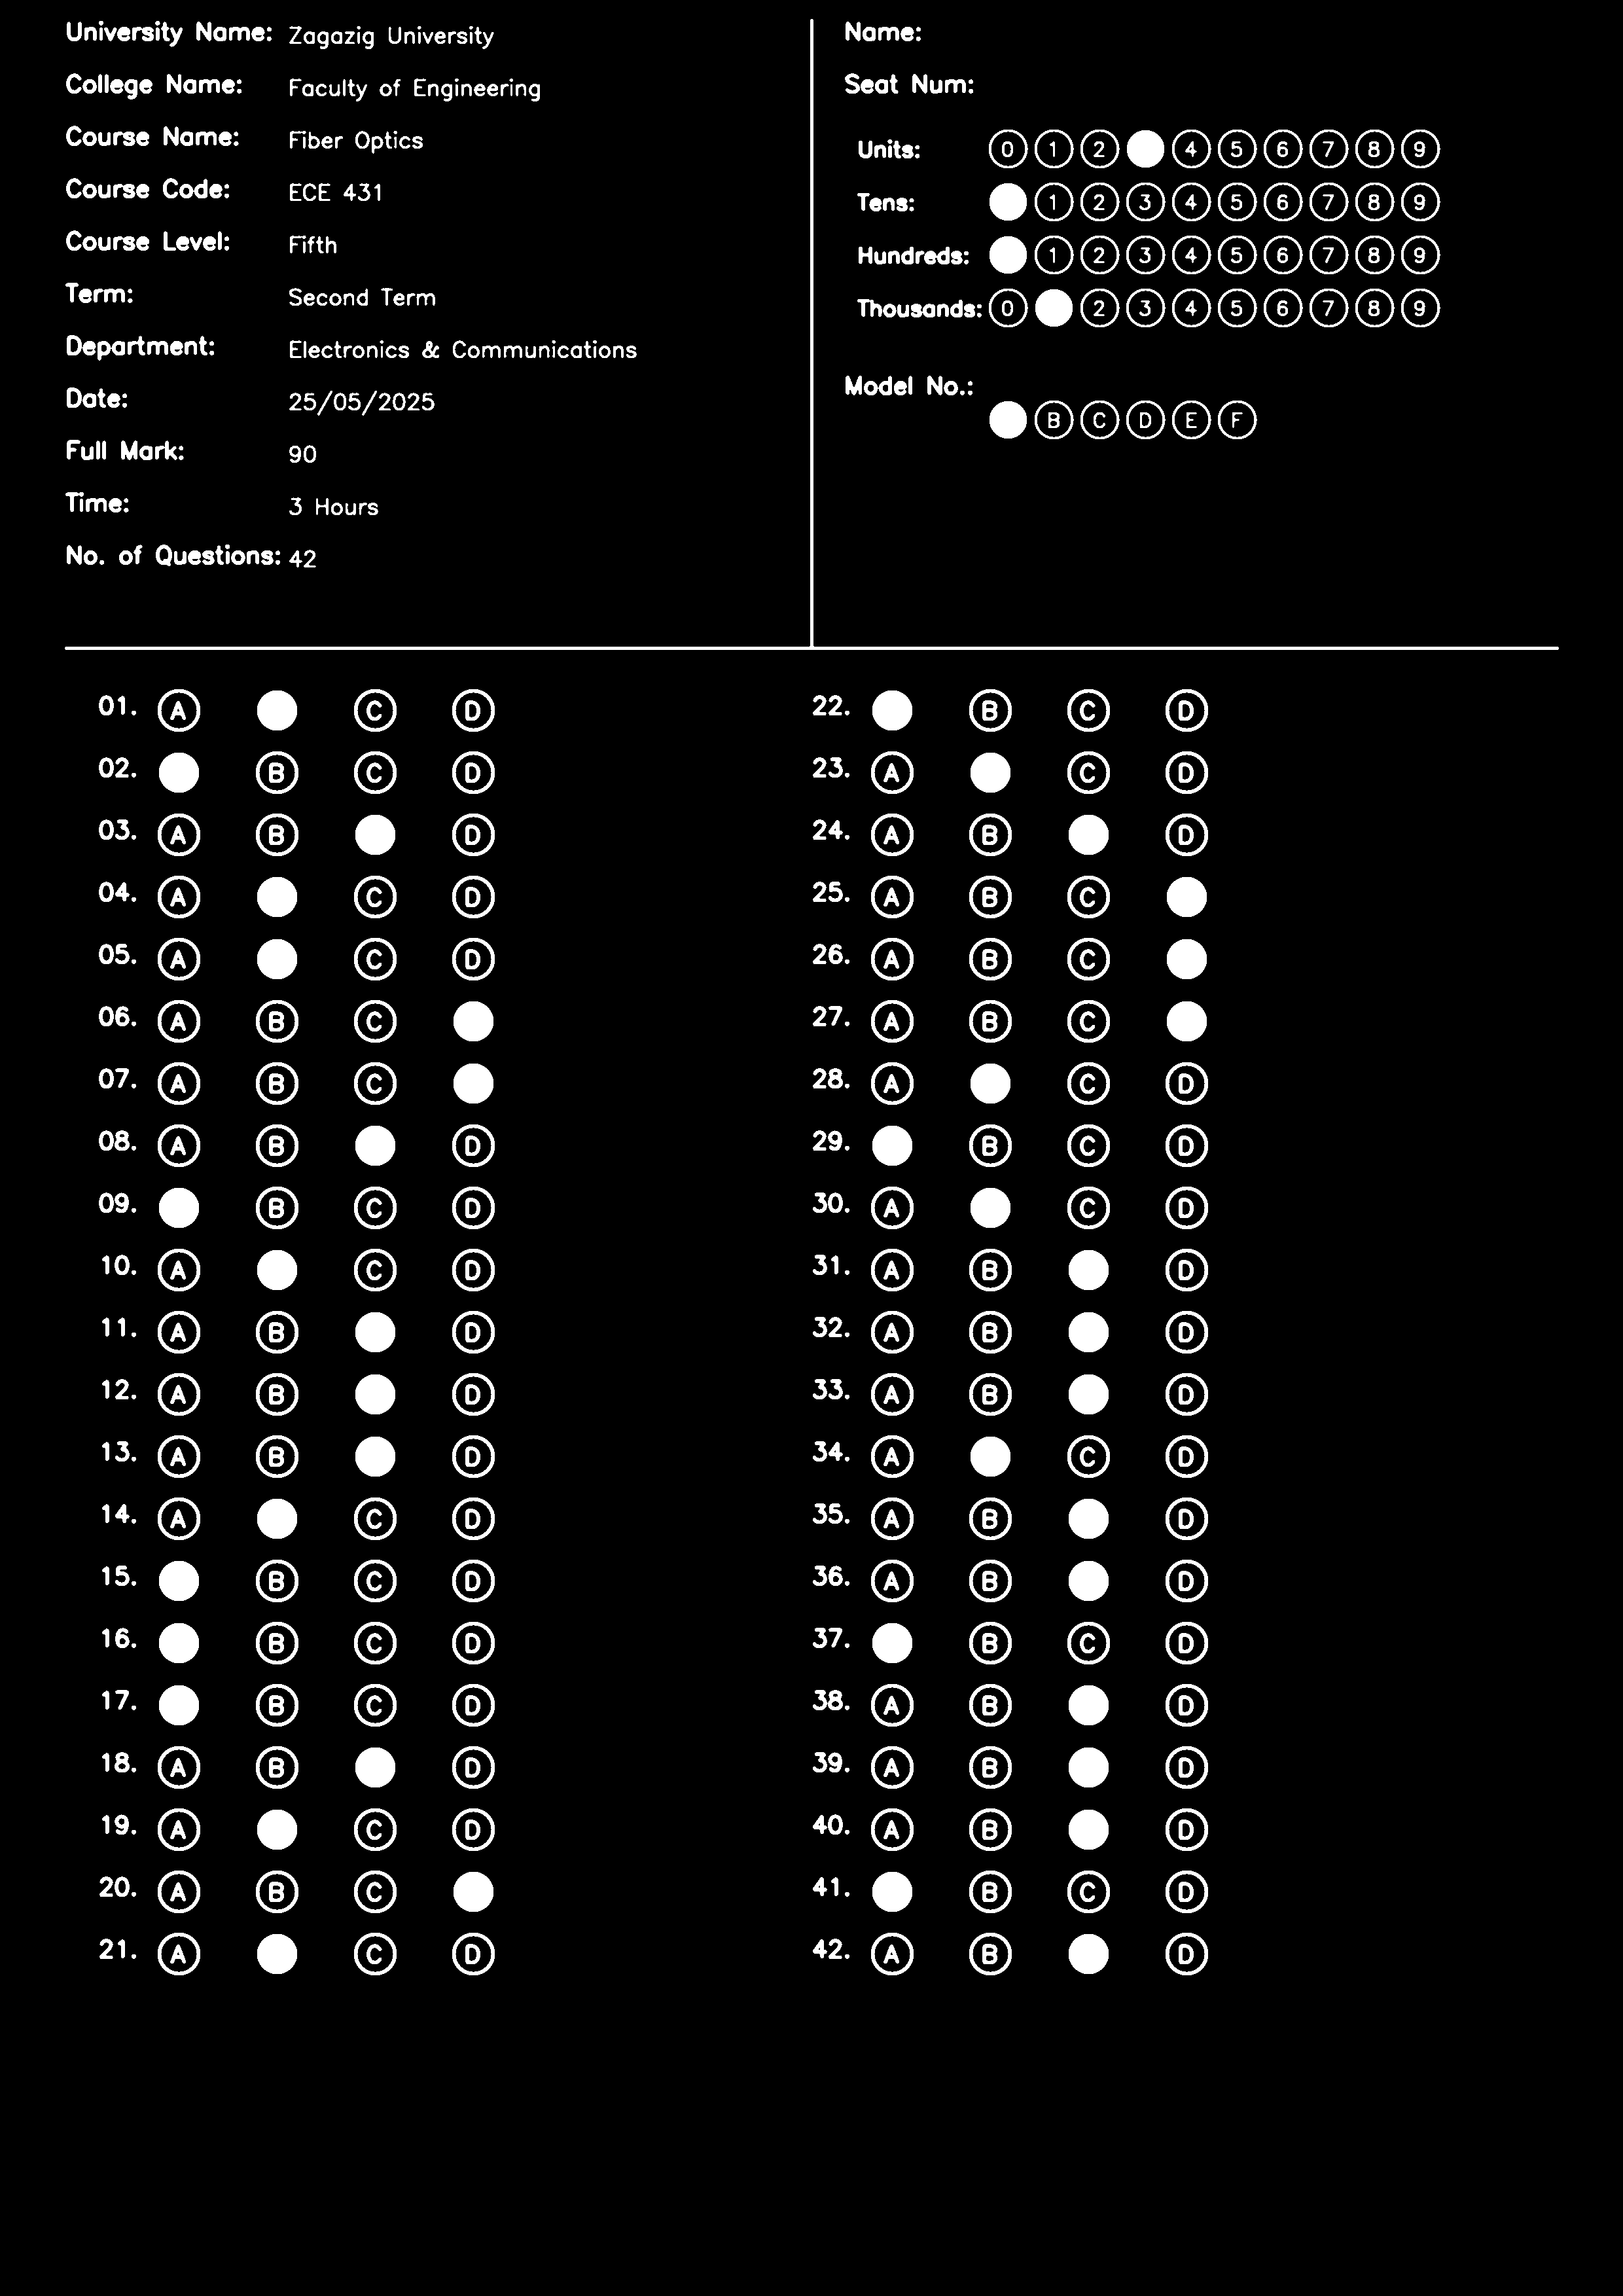 University Name: Zagazig University
College Name: Faculty of Engineering
Course Name: Fiber Optics
Course Code: ECE 431
Course Level: Fifth
Term: Second Term
Department: Electronics & Communications
Date: 25/05/2025
Full Mark: 90
Time: 3 Hours
No. of Questions: 42
Name:
Seat Num:
Units: 0 1 2 4 5 6 7 8 9
Tens: 1 2 3 4 5 6 7 8 9
Hundreds: 1 2 3 4 5 6 7 8 9
Thousands: 0 2 3 4 5 6 7 8 9
Model No.:
B C D E F
01. A C D
02. B C D
03. A B D
04. A C D
05. A C D
06. A B C
07. A B C
08. A B D
09. B C D
10. A C D
11. A B D
12. A B D
13. A B D
14. A C D
15. B C D
16. B C D
17. B C D
18. A B D
19. A C D
20. A B C
21. A C D
22. B C D
23. A C D
24. A B D
25. A B C
26. A B C
27. A B C
28. A C D
29. B C D
30. A C D
31. A B D
32. A B D
33. A B D
34. A C D
35. A B D
36. A B D
37. B C D
38. A B D
39. A B D
40. A B D
41. B C D
42. A B D